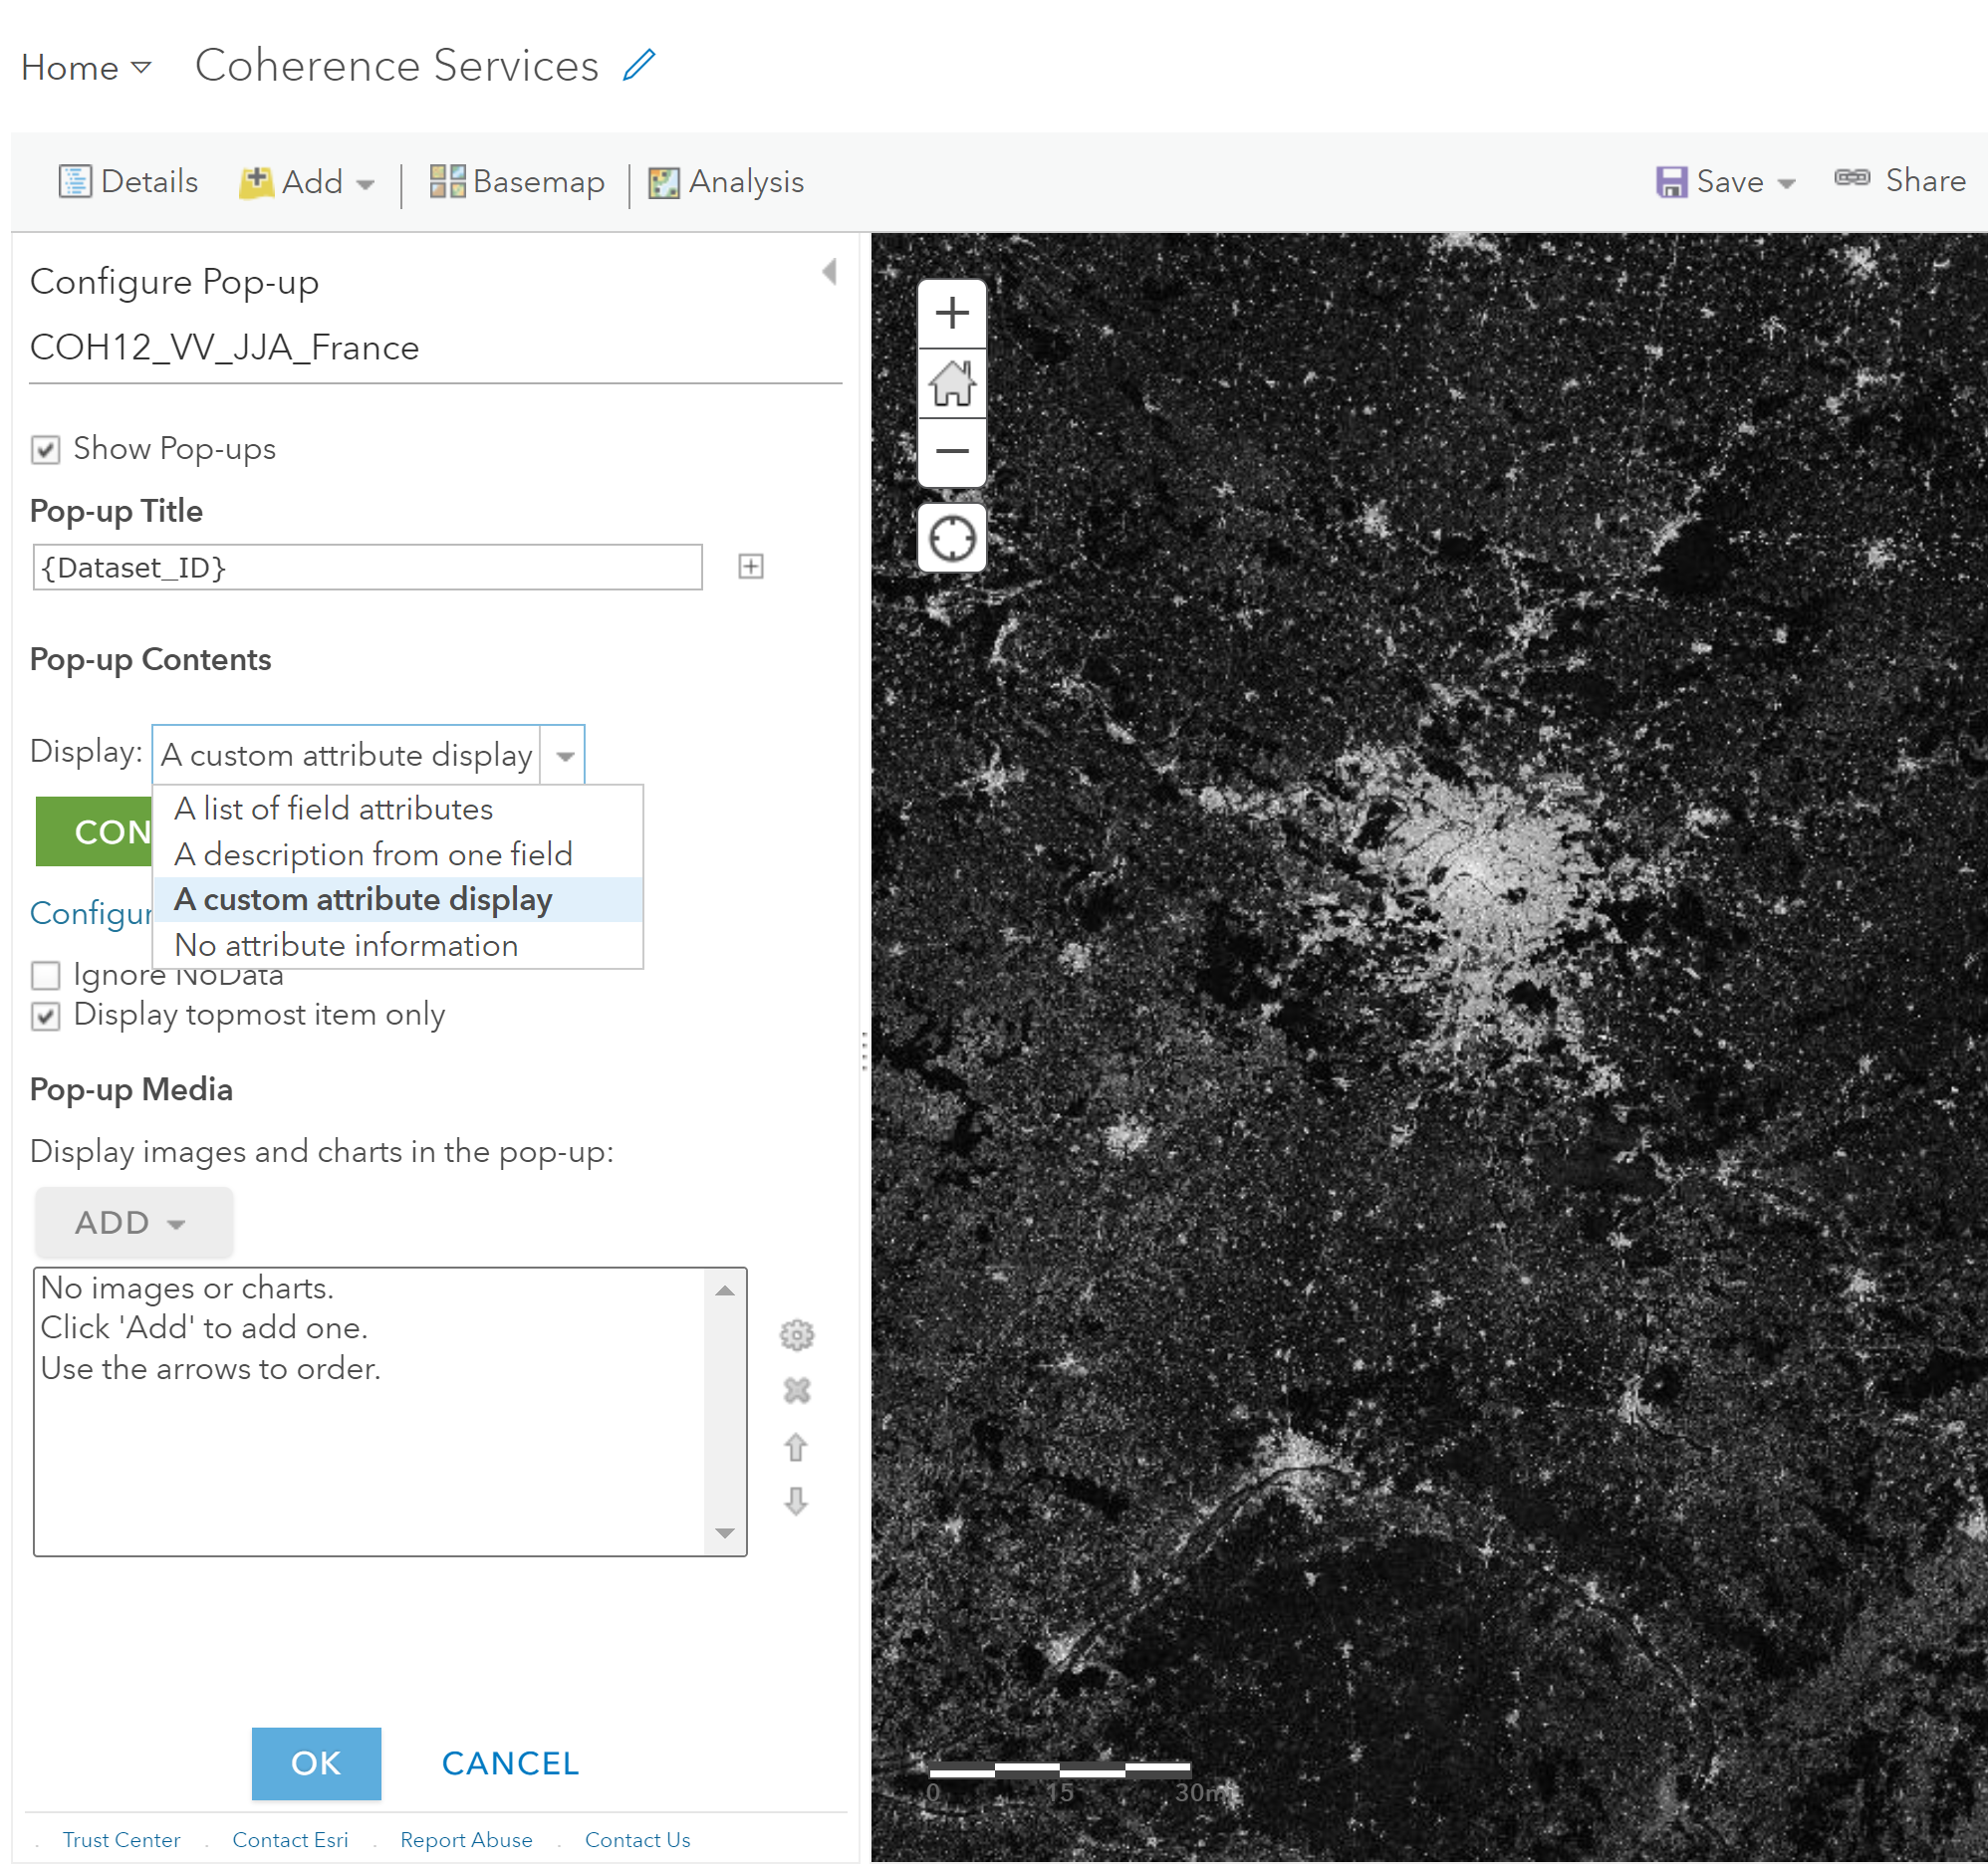 Home Coherence Services
Details Add Basemap Analysis Save Share
Configure Pop-up
COH12_VV_JJA_France
Show Pop-ups
Pop-up Title
{Dataset_ID}
Pop-up Contents
Display: A custom attribute display
A list of field attributes
CON
A description from one field
A custom attribute display
Configur
No attribute information
Ignore NoData
Display topmost item only
Pop-up Media
Display images and charts in the pop-up:
ADD
No images or charts.
Click 'Add' to add one.
Use the arrows to order.
OK CANCEL
0 15 30mi
Trust Center Contact Esri Report Abuse Contact Us